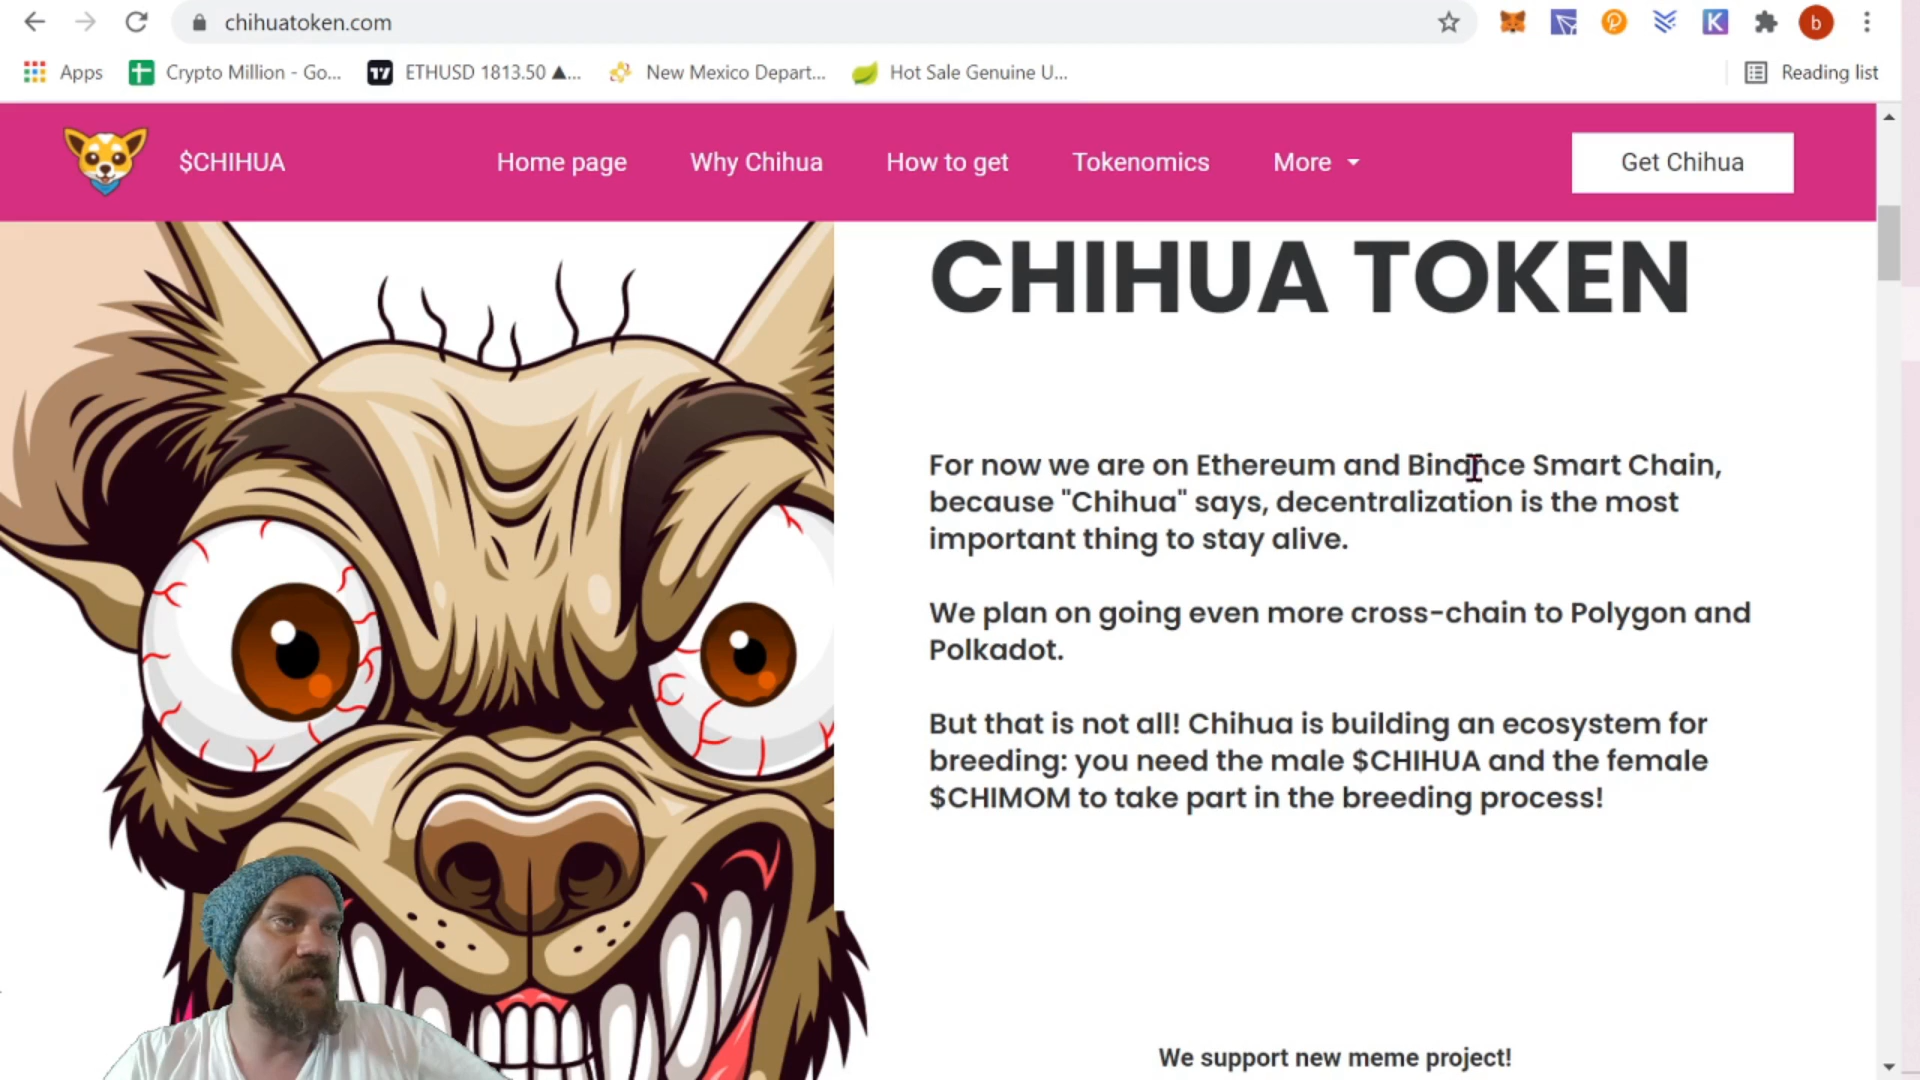 chihuatoken.com
Apps
Crypto Million - Go...
ETHUSD 1813.50 ▲...
New Mexico Depart...
Hot Sale Genuine U...
Reading list
$CHIHUA
Home page
Why Chihua
How to get
Tokenomics
More
Get Chihua
CHIHUA TOKEN
For now we are on Ethereum and Binance Smart Chain,
because "Chihua" says, decentralization is the most
important thing to stay alive.
We plan on going even more cross-chain to Polygon and
Polkadot.
But that is not all! Chihua is building an ecosystem for
breeding: you need the male $CHIHUA and the female
$CHIMOM to take part in the breeding process!
We support new meme project!